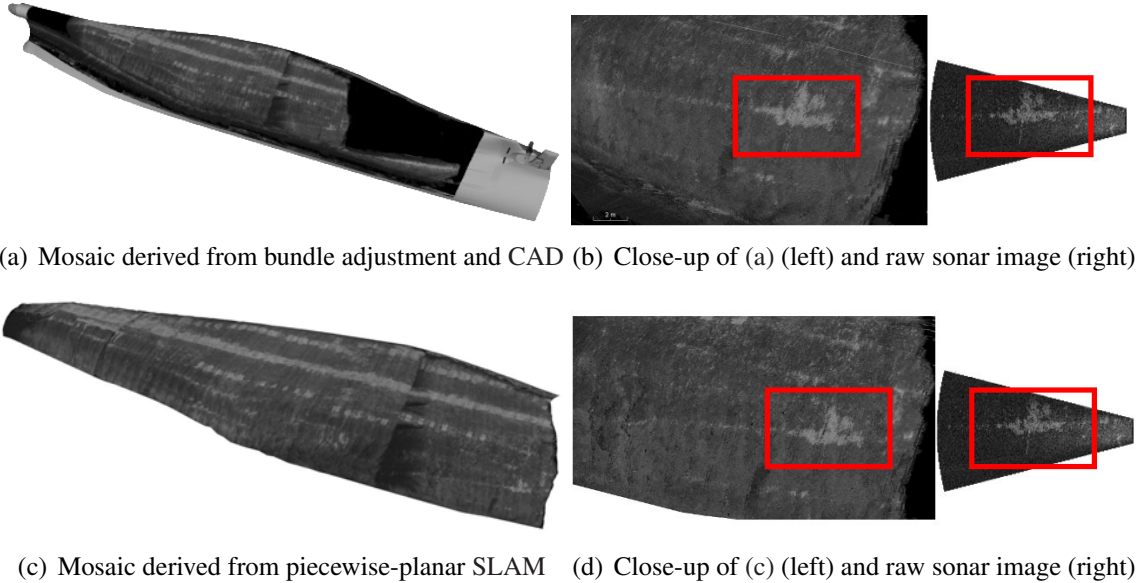 3 m
(a) Mosaic derived from bundle adjustment and CAD (b) Close-up of (a) (left) and raw sonar image (right)
(c) Mosaic derived from piecewise-planar SLAM (d) Close-up of (c) (left) and raw sonar image (right)